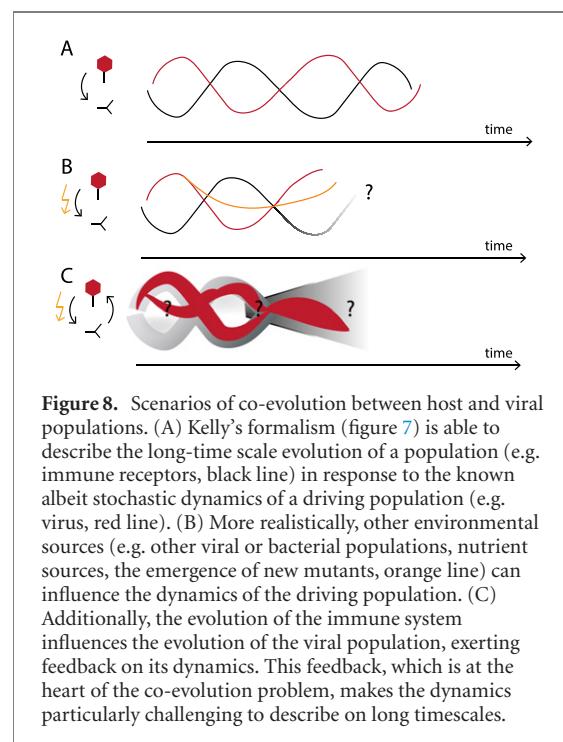 A
time
B
?
time
C
? ? ?
time
Figure 8. Scenarios of co-evolution between host and viral
populations. (A) Kelly's formalism (figure 7) is able to
describe the long-time scale evolution of a population (e.g.
immune receptors, black line) in response to the known
albeit stochastic dynamics of a driving population (e.g.
virus, red line). (B) More realistically, other environmental
sources (e.g. other viral or bacterial populations, nutrient
sources, the emergence of new mutants, orange line) can
influence the dynamics of the driving population. (C)
Additionally, the evolution of the immune system
influences the evolution of the viral population, exerting
feedback on its dynamics. This feedback, which is at the
heart of the co-evolution problem, makes the dynamics
particularly challenging to describe on long timescales.